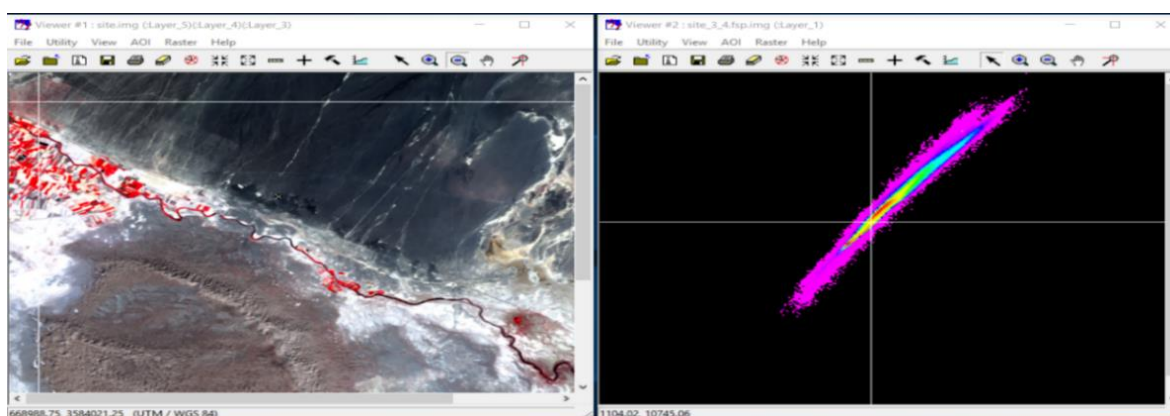 Viewer #1 : site.img (:Layer_5)(:Layer_4)(:Layer_3)
File Utility View AOI Raster Help
668988.75, 3584021.25 (UTM / WGS 84)
Viewer #2 : site_3_4.fsp.img (:Layer_1)
File Utility View AOI Raster Help
1104.02, 10745.06